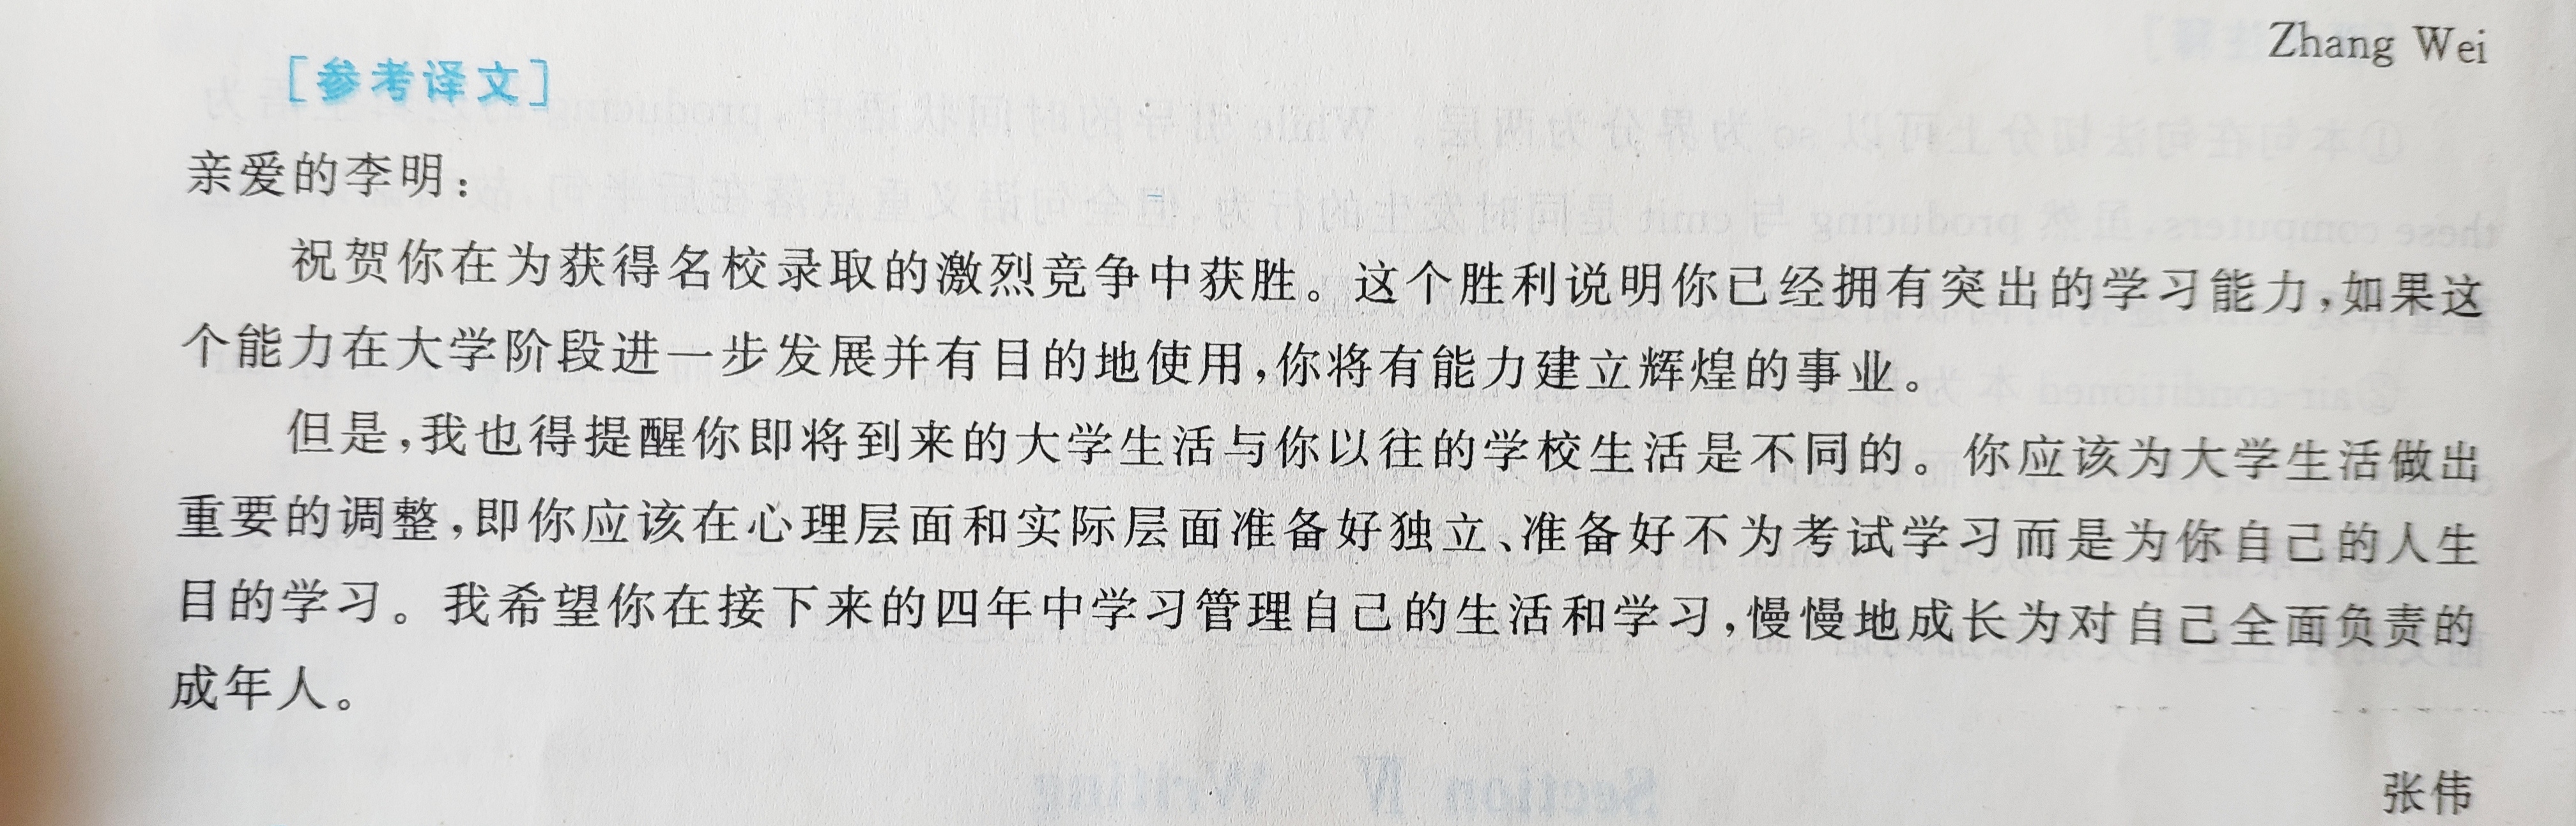 Zhang Wei
[参考译文]
亲爱的李明：
祝贺你在为获得名校录取的激烈竞争中获胜。这个胜利说明你已经拥有突出的学习能力，如果这
个能力在大学阶段进一步发展并有目的地使用，你将有能力建立辉煌的事业。
但是，我也得提醒你即将到来的大学生活与你以往的学校生活是不同的。你应该为大学生活做出
重要的调整，即你应该在心理层面和实际层面准备好独立、准备好不为考试学习而是为你自己的人生
目的学习。我希望你在接下来的四年中学习管理自己的生活和学习，慢慢地成长为对自己全面负责的
成年人。
张伟